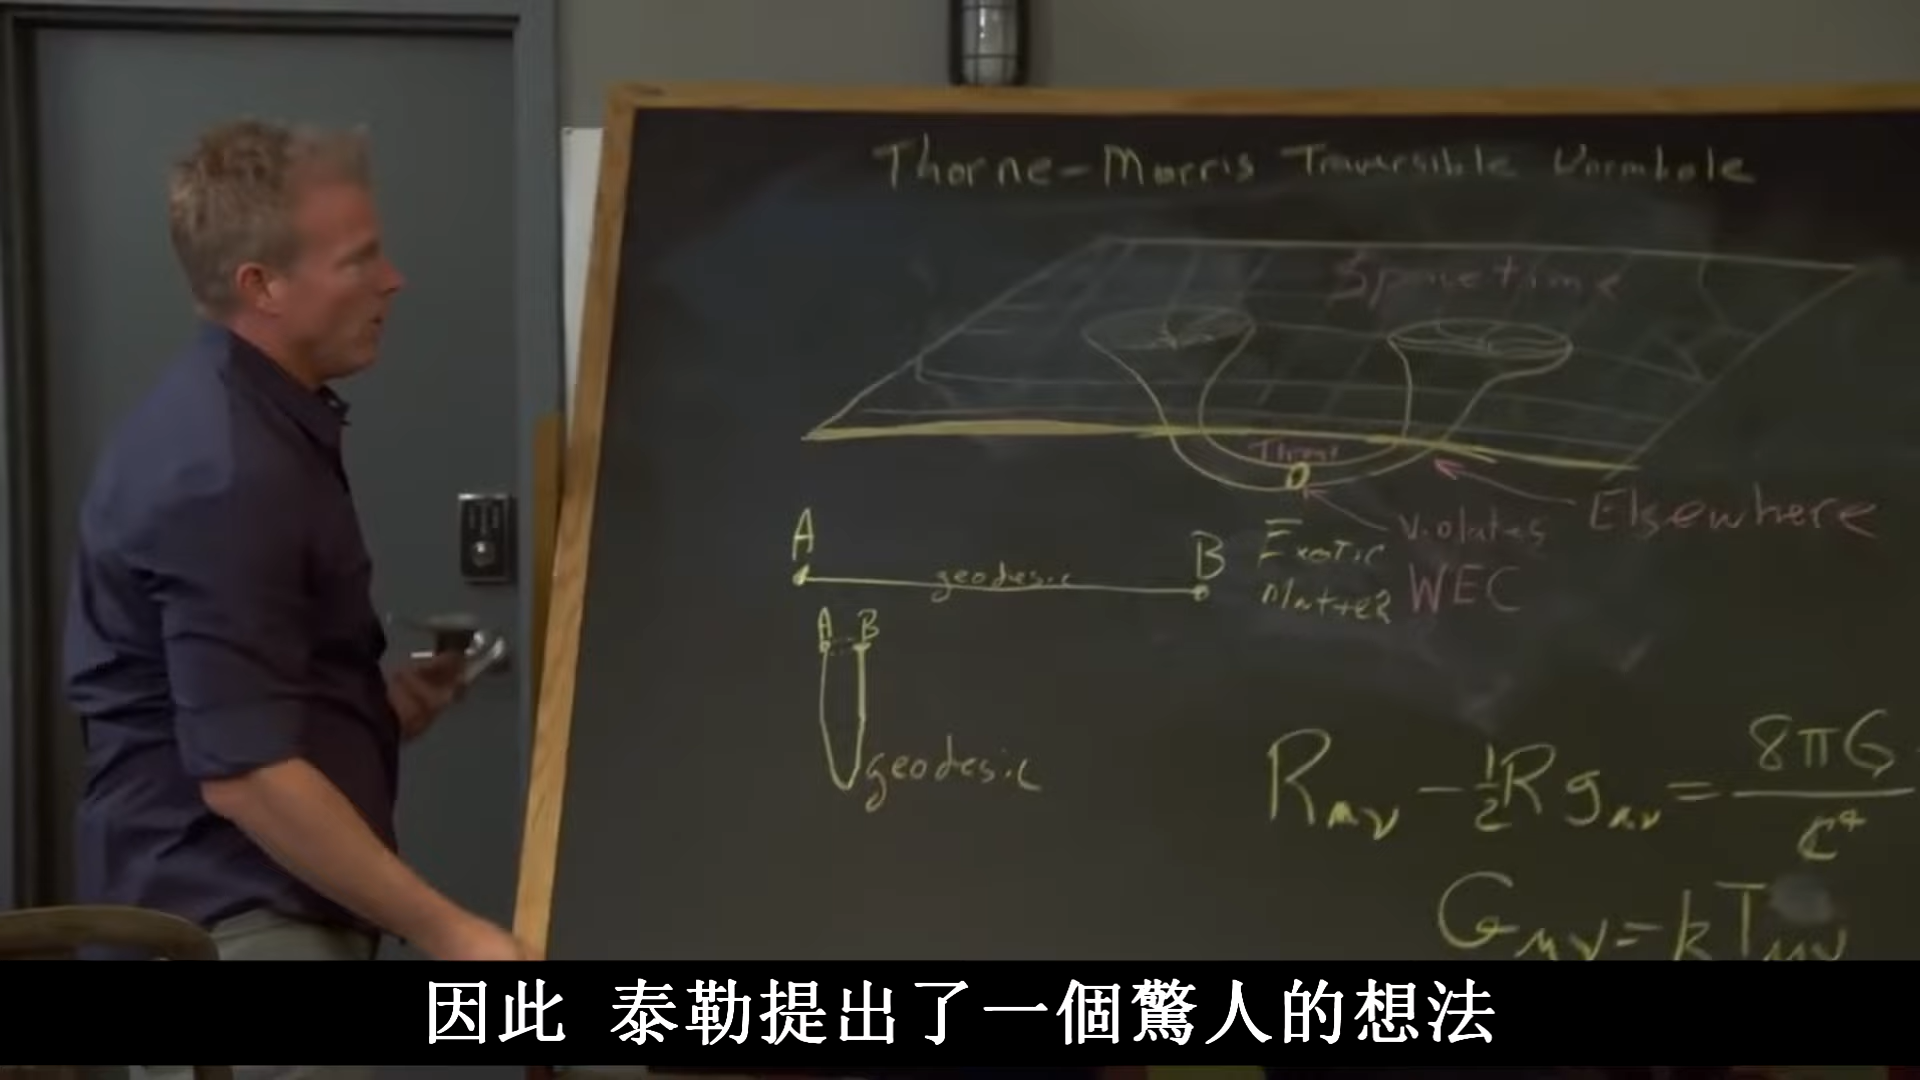 Thorne-Morris Traversible Wormhole
Spacetime
Throat
Elsewhere
Violates
WEC
Exotic
Matter
A
geodesic
B
A B
geodesic
Rμν - ½Rgμν = 8πG / c⁴
Gμν = kTμν
因此 泰勒提出了一個驚人的想法